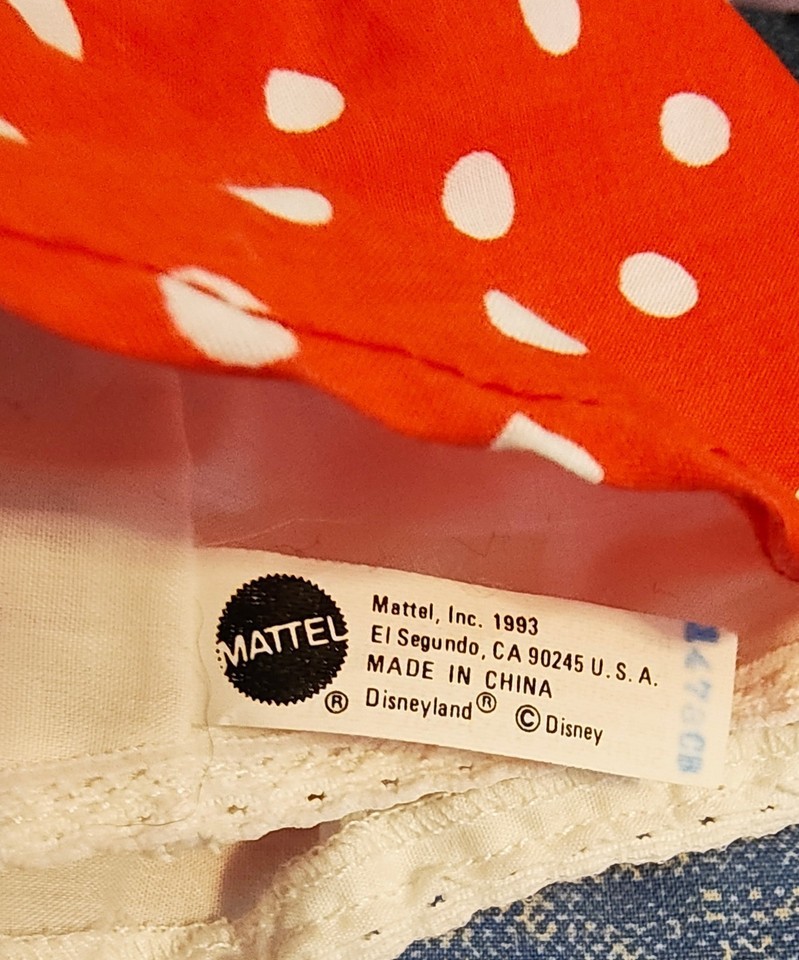 MATTEL
®
Mattel, Inc. 1993
El Segundo, CA 90245 U.S.A.
MADE IN CHINA
Disneyland® © Disney